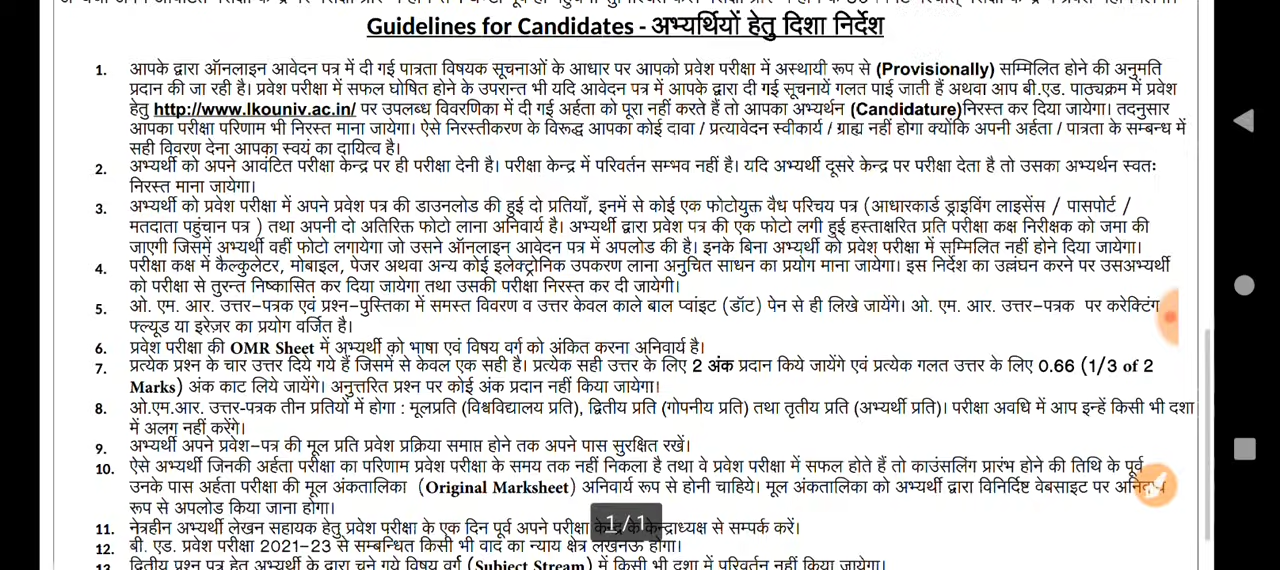 Guidelines for Candidates - अभ्यर्थियों हेतु दिशा निर्देश
1. आपके द्वारा ऑनलाइन आवेदन पत्र में दी गई पात्रता विषयक सूचनाओं के आधार पर आपको प्रवेश परीक्षा में अस्थायी रूप से (Provisionally) सम्मिलित होने की अनुमति
प्रदान की जा रही है। प्रवेश परीक्षा में सफल घोषित होने के उपरान्त भी यदि आवेदन पत्र में आपके द्वारा दी गई सूचनायें गलत पाई जाती हैं अथवा आप बी.एड. पाठ्यक्रम में प्रवेश
हेतु http://www.lkouniv.ac.in/ पर उपलब्ध विवरणिका में दी गई अर्हता को पूरा नहीं करते हैं तो आपका अभ्यर्थन (Candidature)निरस्त कर दिया जायेगा। तदनुसार
आपका परीक्षा परिणाम भी निरस्त माना जायेगा। ऐसे निरस्तीकरण के विरूद्ध आपका कोई दावा / प्रत्यावेदन स्वीकार्य / ग्राह्य नहीं होगा क्योंकि अपनी अर्हता / पात्रता के सम्बन्ध में
सही विवरण देना आपका स्वयं का दायित्व है।
2. अभ्यर्थी को अपने आवंटित परीक्षा केन्द्र पर ही परीक्षा देनी है। परीक्षा केन्द्र में परिवर्तन सम्भव नहीं है। यदि अभ्यर्थी दूसरे केन्द्र पर परीक्षा देता है तो उसका अभ्यर्थन स्वतः
निरस्त माना जायेगा।
3. अभ्यर्थी को प्रवेश परीक्षा में अपने प्रवेश पत्र की डाउनलोड की हुई दो प्रतियाँ, इनमें से कोई एक फोटोयुक्त वैध परिचय पत्र (आधारकार्ड ड्राइविंग लाइसेंस / पासपोर्ट /
मतदाता पहुंचान पत्र ) तथा अपनी दो अतिरिक्त फोटो लाना अनिवार्य है। अभ्यर्थी द्वारा प्रवेश पत्र की एक फोटो लगी हुई हस्ताक्षरित प्रति परीक्षा कक्ष निरीक्षक को जमा की
जाएगी जिसमें अभ्यर्थी वहीं फोटो लगायेगा जो उसने ऑनलाइन आवेदन पत्र में अपलोड की है। इनके बिना अभ्यर्थी को प्रवेश परीक्षा में सम्मिलित नहीं होने दिया जायेगा।
4. परीक्षा कक्ष में कैल्कुलेटर, मोबाइल, पेजर अथवा अन्य कोई इलेक्ट्रोनिक उपकरण लाना अनुचित साधन का प्रयोग माना जायेगा। इस निर्देश का उलंघन करने पर उसअभ्यर्थी
को परीक्षा से तुरन्त निष्कासित कर दिया जायेगा तथा उसकी परीक्षा निरस्त कर दी जायेगी।
5. ओ. एम. आर. उत्तर–पत्रक एवं प्रश्न–पुस्तिका में समस्त विवरण व उत्तर केवल काले बाल प्वांइट (डॉट) पेन से ही लिखे जायेंगे। ओ. एम. आर. उत्तर–पत्रक पर करेक्टिंग
फ्ल्यूड या इरेज़र का प्रयोग वर्जित है।
6. प्रवेश परीक्षा की OMR Sheet में अभ्यर्थी को भाषा एवं विषय वर्ग को अंकित करना अनिवार्य है।
7. प्रत्येक प्रश्न के चार उत्तर दिये गये हैं जिसमें से केवल एक सही है। प्रत्येक सही उत्तर के लिए 2 अंक प्रदान किये जायेंगे एवं प्रत्येक गलत उत्तर के लिए 0.66 (1/3 of 2
Marks) अंक काट लिये जायेंगे। अनुत्तरित प्रश्न पर कोई अंक प्रदान नहीं किया जायेगा।
8. ओ.एम.आर. उत्तर-पत्रक तीन प्रतियों में होगा : मूलप्रति (विश्वविद्यालय प्रति), द्वितीय प्रति (गोपनीय प्रति) तथा तृतीय प्रति (अभ्यर्थी प्रति)। परीक्षा अवधि में आप इन्हें किसी भी दशा
में अलग नहीं करेंगे।
9. अभ्यर्थी अपने प्रवेश–पत्र की मूल प्रति प्रवेश प्रक्रिया समाप्त होने तक अपने पास सुरक्षित रखें।
10. ऐसे अभ्यर्थी जिनकी अर्हता परीक्षा का परिणाम प्रवेश परीक्षा के समय तक नहीं निकला है तथा वे प्रवेश परीक्षा में सफल होते हैं तो काउंसलिंग प्रारंभ होने की तिथि के पूर्व
उनके पास अर्हता परीक्षा की मूल अंकतालिका (Original Marksheet) अनिवार्य रूप से होनी चाहिये। मूल अंकतालिका को अभ्यर्थी द्वारा विनिर्दिष्ट वेबसाइट पर
रूप से अपलोड किया जाना होगा।
11. नेत्रहीन अभ्यर्थी लेखन सहायक हेतु प्रवेश परीक्षा के एक दिन पूर्व अपने परीक्षा केन्द्र के केन्द्राध्यक्ष से सम्पर्क करें।
1/1
12. बी. एड. प्रवेश परीक्षा 2021–23 से सम्बन्धित किसी भी वाद का न्याय क्षेत्र लखनऊ होगा।
13. द्वितीय प्रश्न पत्र हेतु अभ्यर्थी के द्वारा चुने गये विषय वर्ग (Subject Stream) में किसी भी दशा में परिवर्तन नहीं किया जायेगा।